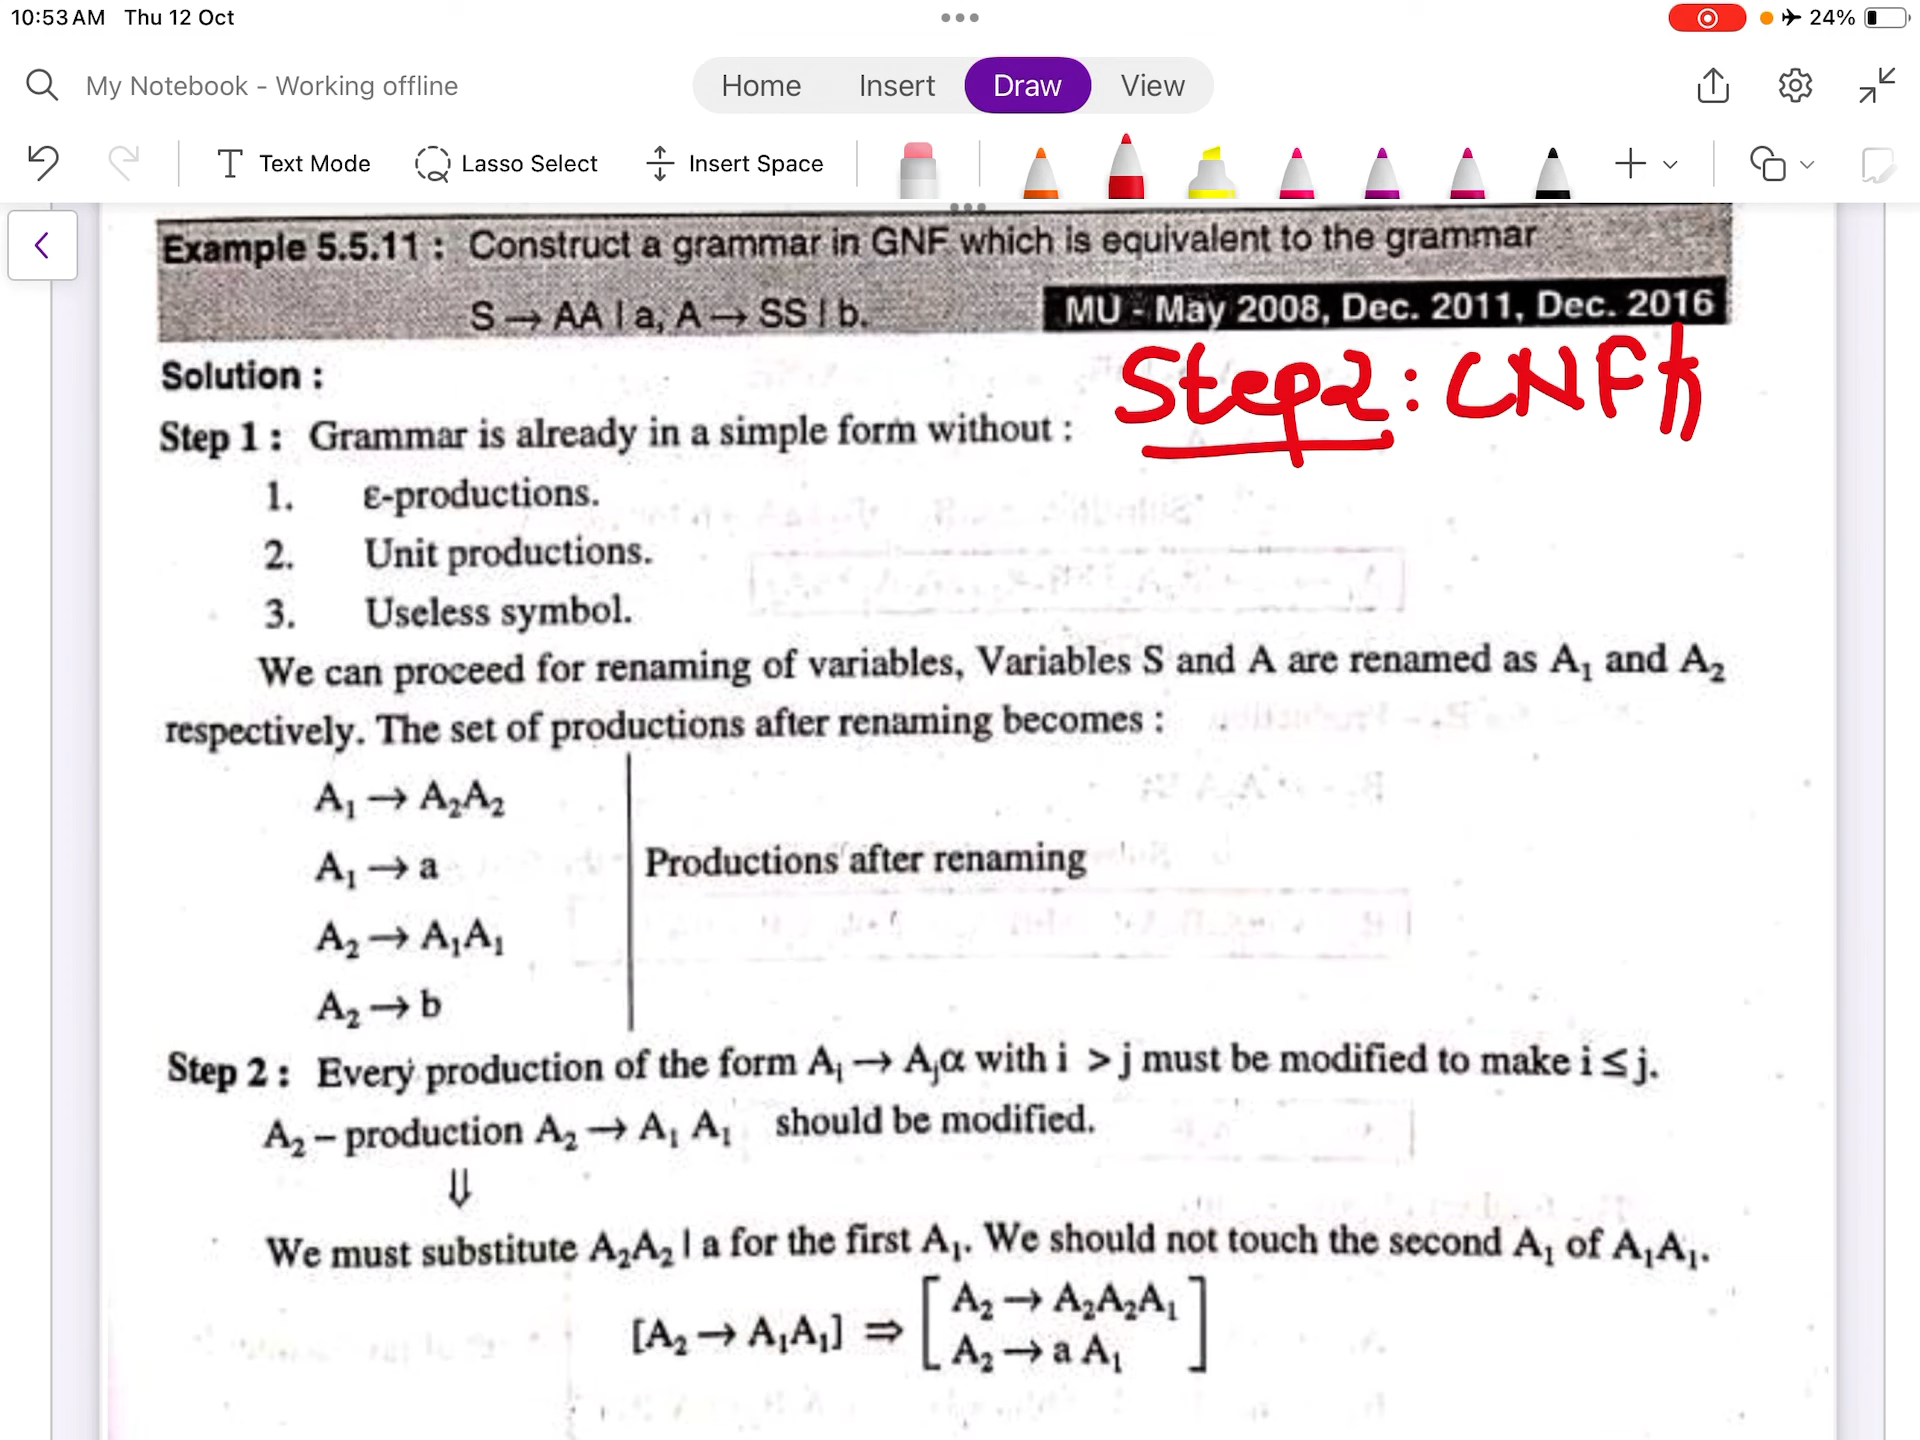 10:53 AM Thu 12 Oct
24%
My Notebook - Working offline
Home Insert Draw View
Text Mode Lasso Select Insert Space
Example 5.5.11 : Construct a grammar in GNF which is equivalent to the grammar
S → AA | a, A → SS | b.
MU - May 2008, Dec. 2011, Dec. 2016
Solution :
Step 2 : CNF
Step 1 : Grammar is already in a simple form without :
1. ε-productions.
2. Unit productions.
3. Useless symbol.
We can proceed for renaming of variables, Variables S and A are renamed as A₁ and A₂
respectively. The set of productions after renaming becomes :
A₁ → A₂A₂
A₁ → a
Productions after renaming
A₂ → A₁A₁
A₂ → b
Step 2 : Every production of the form Aᵢ → Aⱼα with i > j must be modified to make i ≤ j.
A₂ – production A₂ → A₁ A₁ should be modified.
⇓
We must substitute A₂A₂ | a for the first A₁. We should not touch the second A₁ of A₁A₁.
[A₂ → A₁A₁] ⇒ [A₂ → A₂A₂A₁
A₂ → a A₁]